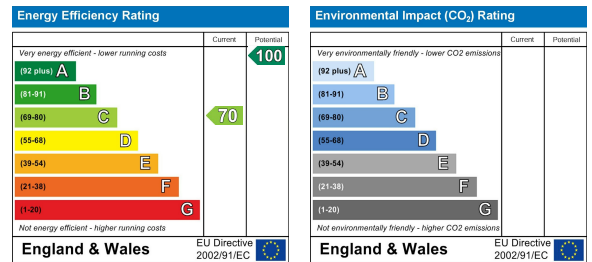 Energy Efficiency Rating
Current Potential
Very energy efficient - lower running costs
100
(92 plus) A
(81-91) B
(69-80) C
70
(55-68) D
(39-54) E
(21-38) F
(1-20) G
Not energy efficient - higher running costs
England & Wales
EU Directive
2002/91/EC
Environmental Impact (CO₂) Rating
Current Potential
Very environmentally friendly - lower CO2 emissions
(92 plus) A
(81-91) B
(69-80) C
(55-68) D
(39-54) E
(21-38) F
(1-20) G
Not environmentally friendly - higher CO2 emissions
England & Wales
EU Directive
2002/91/EC